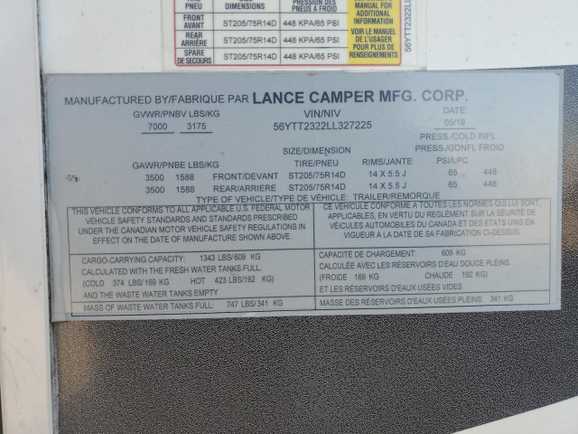 PNEU DIMENSIONS PRESSION DES PNEUS À FROID MANUAL FOR ADDITIONAL INFORMATION
FRONT AVANT ST205/75R14D 448 KPA/65 PSI
REAR ARRIÈRE ST205/75R14D 448 KPA/65 PSI
SPARE DE SECOURS ST205/75R14D 448 KPA/65 PSI
VOIR LE MANUEL DE L'USAGER POUR PLUS DE RENSEIGNEMENTS
56YTT2322LL
MANUFACTURED BY/FABRIQUE PAR LANCE CAMPER MFG. CORP.
GVWR/PNBV LBS/KG VIN/NIV DATE
7000 3175 56YTT2322LL327225 05/19
PRESS./COLD INFL.
SIZE/DIMENSION PRESS./GONFL FROID
GAWR/PNBE LBS/KG TIRE/PNEU RIMS/JANTE PSI/PC
3500 1588 FRONT/DEVANT ST205/75R14D 14 X 5.5 J 65 448
3500 1588 REAR/ARRIERE ST205/75R14D 14 X 5.5 J 65 448
TYPE OF VEHICLE/TYPE DE VÉHICULE: TRAILER/REMORQUE
THIS VEHICLE CONFORMS TO ALL APPLICABLE U.S. FEDERAL MOTOR
VEHICLE SAFETY STANDARDS AND STANDARDS PRESCRIBED
UNDER THE CANADIAN MOTOR VEHICLE SAFETY REGULATIONS IN
EFFECT ON THE DATE OF MANUFACTURE SHOWN ABOVE.
CE VÉHICULE CONFORME À TOUTES LES NORMES QUI LUI SONT
APPLICABLES, EN VERTU DU RÈGLEMENT SUR LA SÉCURITÉ DE
VÉHICULES AUTOMOBILES DU CANADA ET DES ETATS UNIS EN
VIGUEUR A LA DATE DE SA FABRICATION CI-DESSUS.
CARGO-CARRYING CAPACITY: 1343 LBS/609 KG
CALCULATED WITH THE FRESH WATER TANKS FULL.
(COLD 374 LBS/169 KG HOT 423 LBS/192 KG)
AND THE WASTE WATER TANKS EMPTY
MASS OF WASTE WATER TANKS FULL: 747 LBS/341 KG
CAPACITE DE CHARGEMENT: 609 KG
CALCULÉE AVEC LES RÉSERVOIRS D'EAU DOUCE PLEINS.
(FROIDE 169 KG CHAUDE 192 KG)
ET LES RÉSERVOIRS D'EAUX USÉES VIDES
MASSE DES RÉSERVOIRS D'EAUX USÉES PLEINS: 341 KG